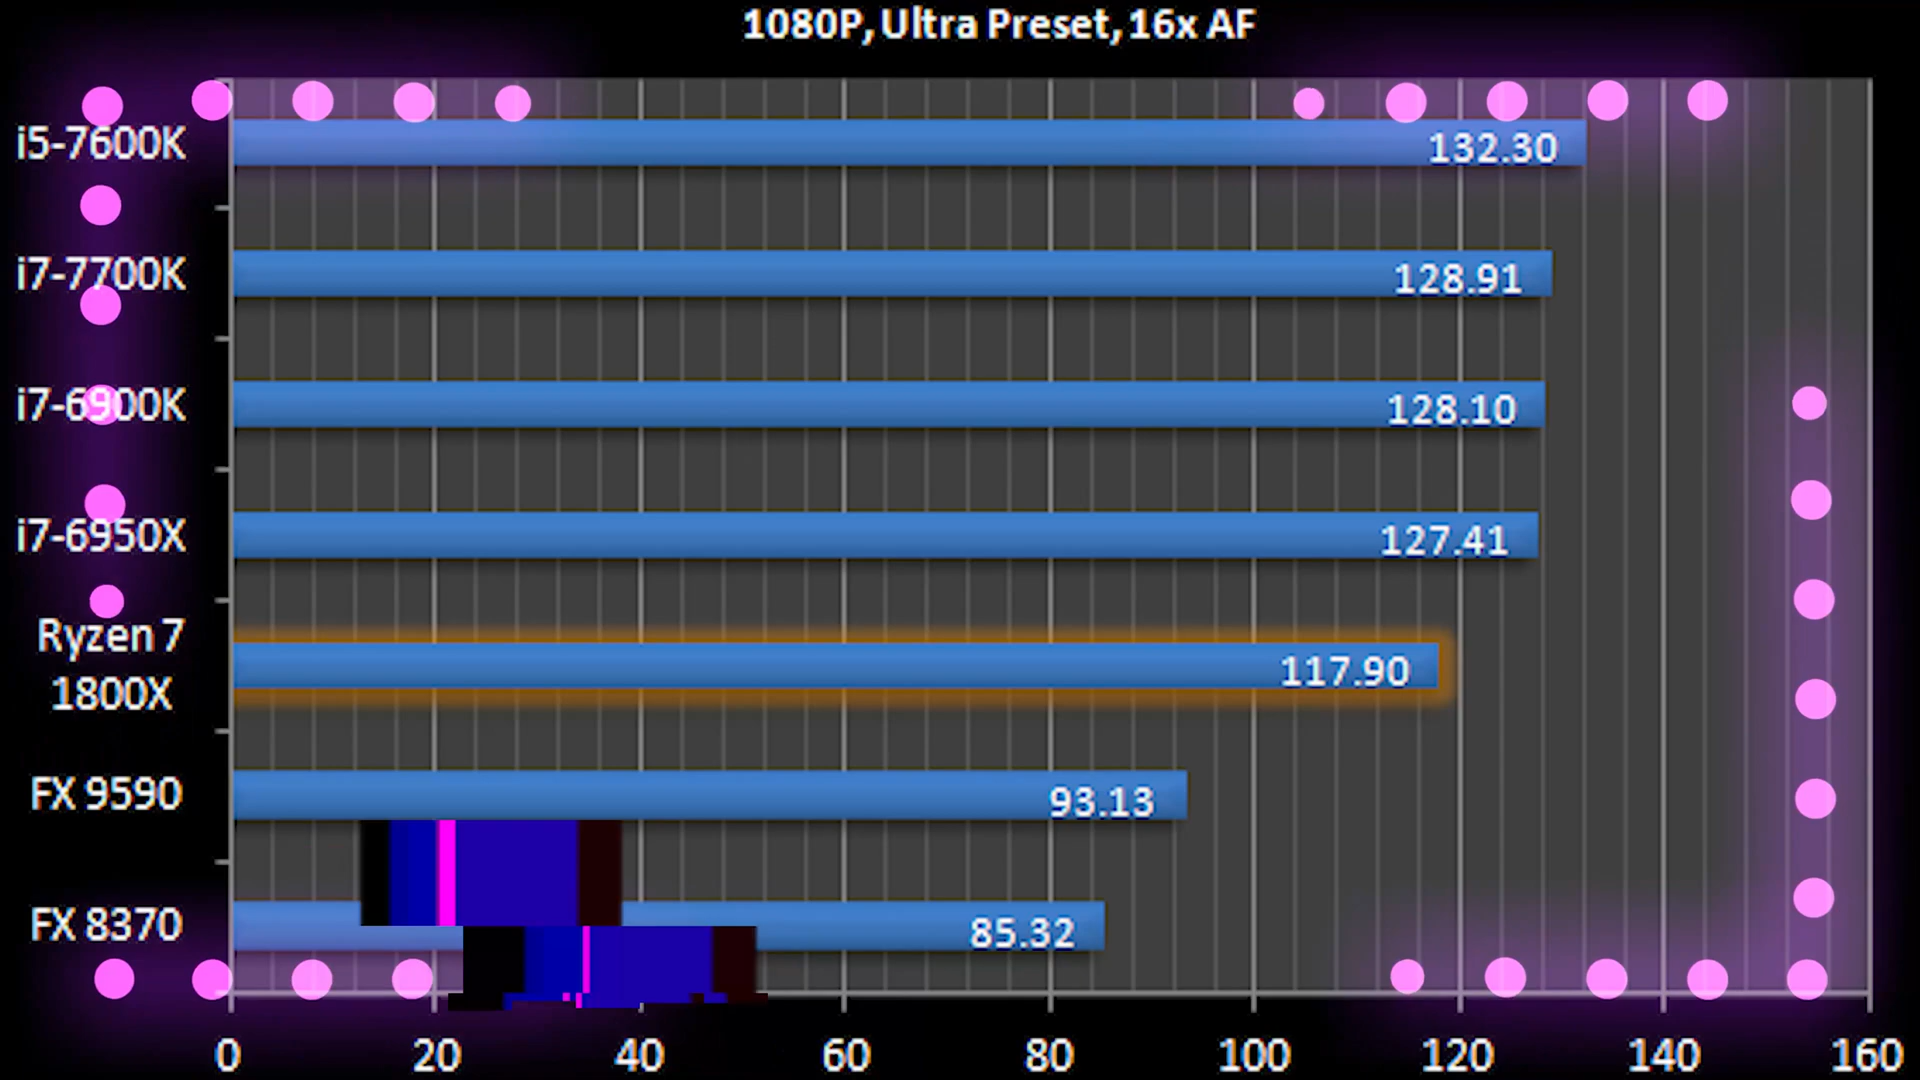 1080P, Ultra Preset, 16x AF
i5-7600K
132.30
i7-7700K
128.91
i7-6900K
128.10
i7-6950X
127.41
Ryzen 7
1800X
117.90
FX 9590
93.13
FX 8370
85.32
0 20 40 60 80 100 120 140 160